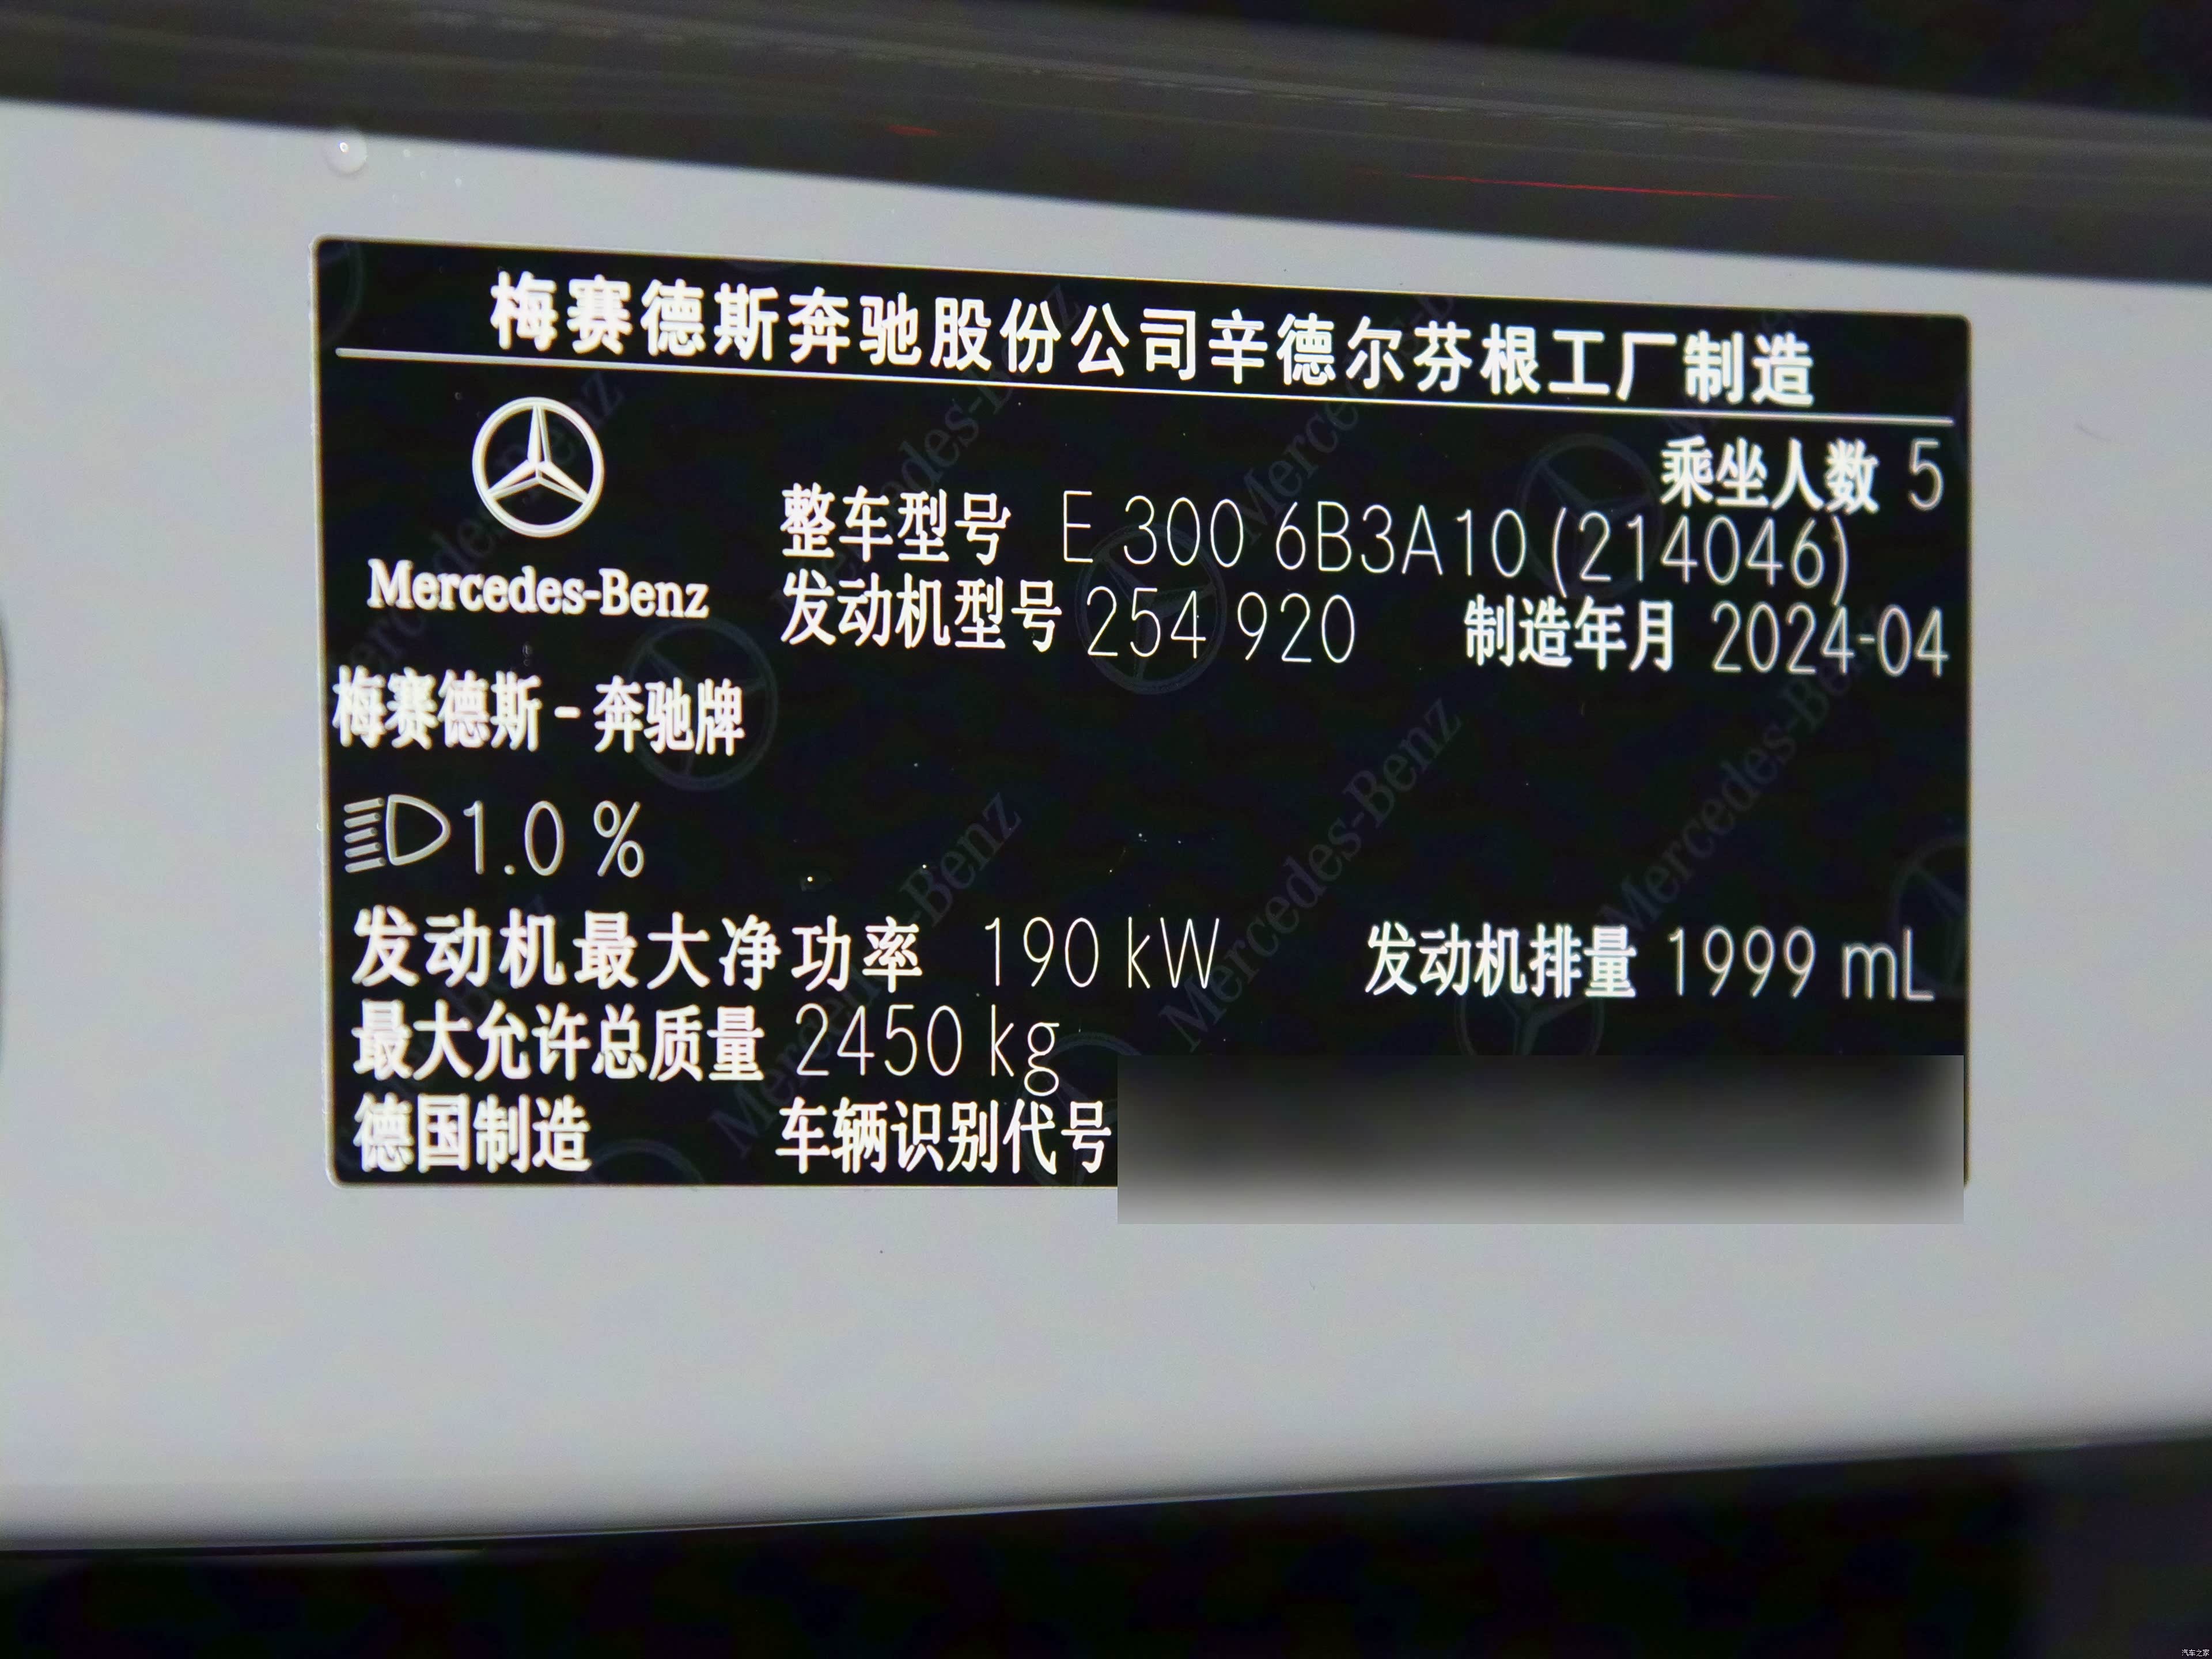 梅赛德斯奔驰股份公司辛德尔芬根工厂制造
乘坐人数 5
整车型号 E 300 6B3A10 (214046)
Mercedes-Benz
发动机型号 254 920 制造年月 2024-04
梅赛德斯-奔驰牌
1.0 %
发动机最大净功率 190 kW 发动机排量 1999 mL
最大允许总质量 2450 kg
德国制造 车辆识别代号
汽车之家